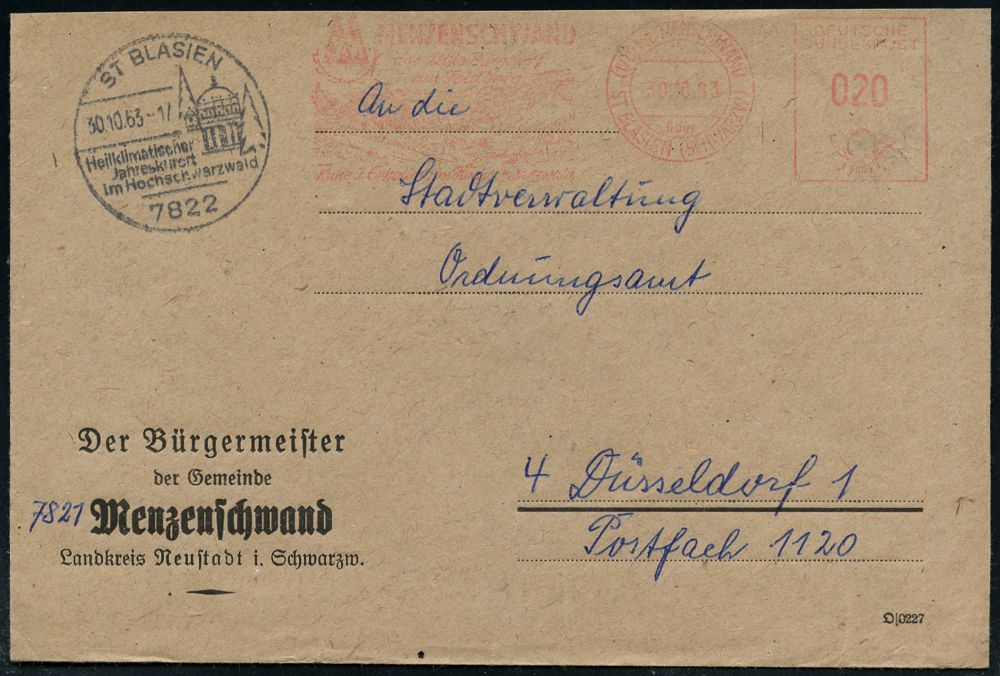 ST BLASIEN
30.10.63-17
Heilklimatischer
Jahreskurort
im Hochschwarzwald
7822
MENZENSCHWAND
30.10.63
über
ST. BLASIEN (SCHWARZW)
DEUTSCHE
BUNDESPOST
020
An die
Stadtverwaltung
Ordnungsamt
Der Bürgermeiſter
der Gemeinde
7821 Menzenſchwand
Landkreis Neuſtadt i. Schwarzw.
4 Düsseldorf 1
Postfach 1120
D|0227